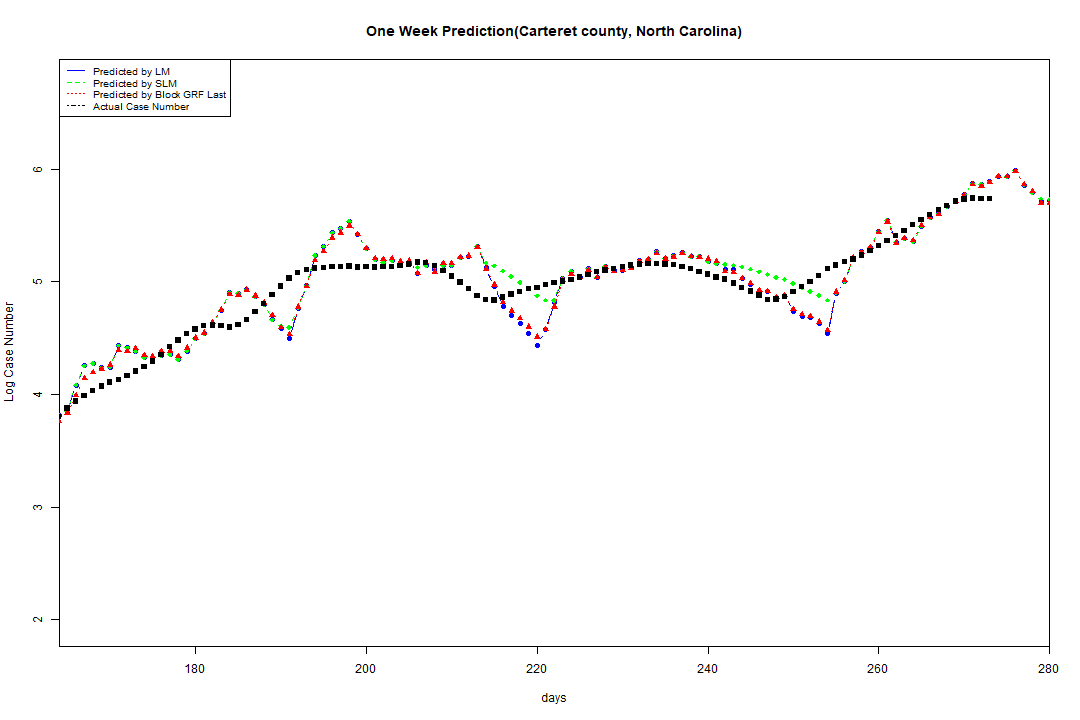 One Week Prediction(Carteret county, North Carolina)
Predicted by LM
Predicted by SLM
Predicted by Block GRF Last
Actual Case Number
6
5
4
3
2
Log Case Number
180 200 220 240 260 280
days